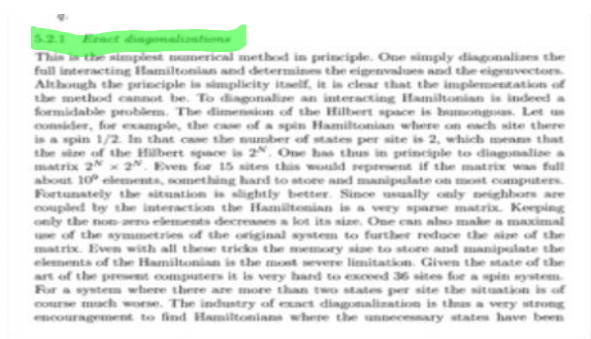 q.
5.2.1 Exact diagonalizations
This is the simplest numerical method in principle. One simply diagonalizes the
full interacting Hamiltonian and determines the eigenvalues and the eigenvectors.
Although the principle is simplicity itself, it is clear that the implementation of
the method cannot be. To diagonalize an interacting Hamiltonian is indeed a
formidable problem. The dimension of the Hilbert space is humongous. Let us
consider, for example, the case of a spin Hamiltonian where on each site there
is a spin 1/2. In that case the number of states per site is 2, which means that
the size of the Hilbert space is 2ᴺ. One has thus in principle to diagonalize a
matrix 2ᴺ × 2ᴺ. Even for 15 sites this would represent if the matrix was full
about 10⁹ elements, something hard to store and manipulate on most computers.
Fortunately the situation is slightly better. Since usually only neighbors are
coupled by the interaction the Hamiltonian is a very sparse matrix. Keeping
only the non-zero elements decreases a lot its size. One can also make a maximal
use of the symmetries of the original system to further reduce the size of the
matrix. Even with all these tricks the memory size to store and manipulate the
elements of the Hamiltonian is the most severe limitation. Given the state of the
art of the present computers it is very hard to exceed 36 sites for a spin system.
For a system where there are more than two states per site the situation is of
course much worse. The industry of exact diagonalization is thus a very strong
encouragement to find Hamiltonians where the unnecessary states have been